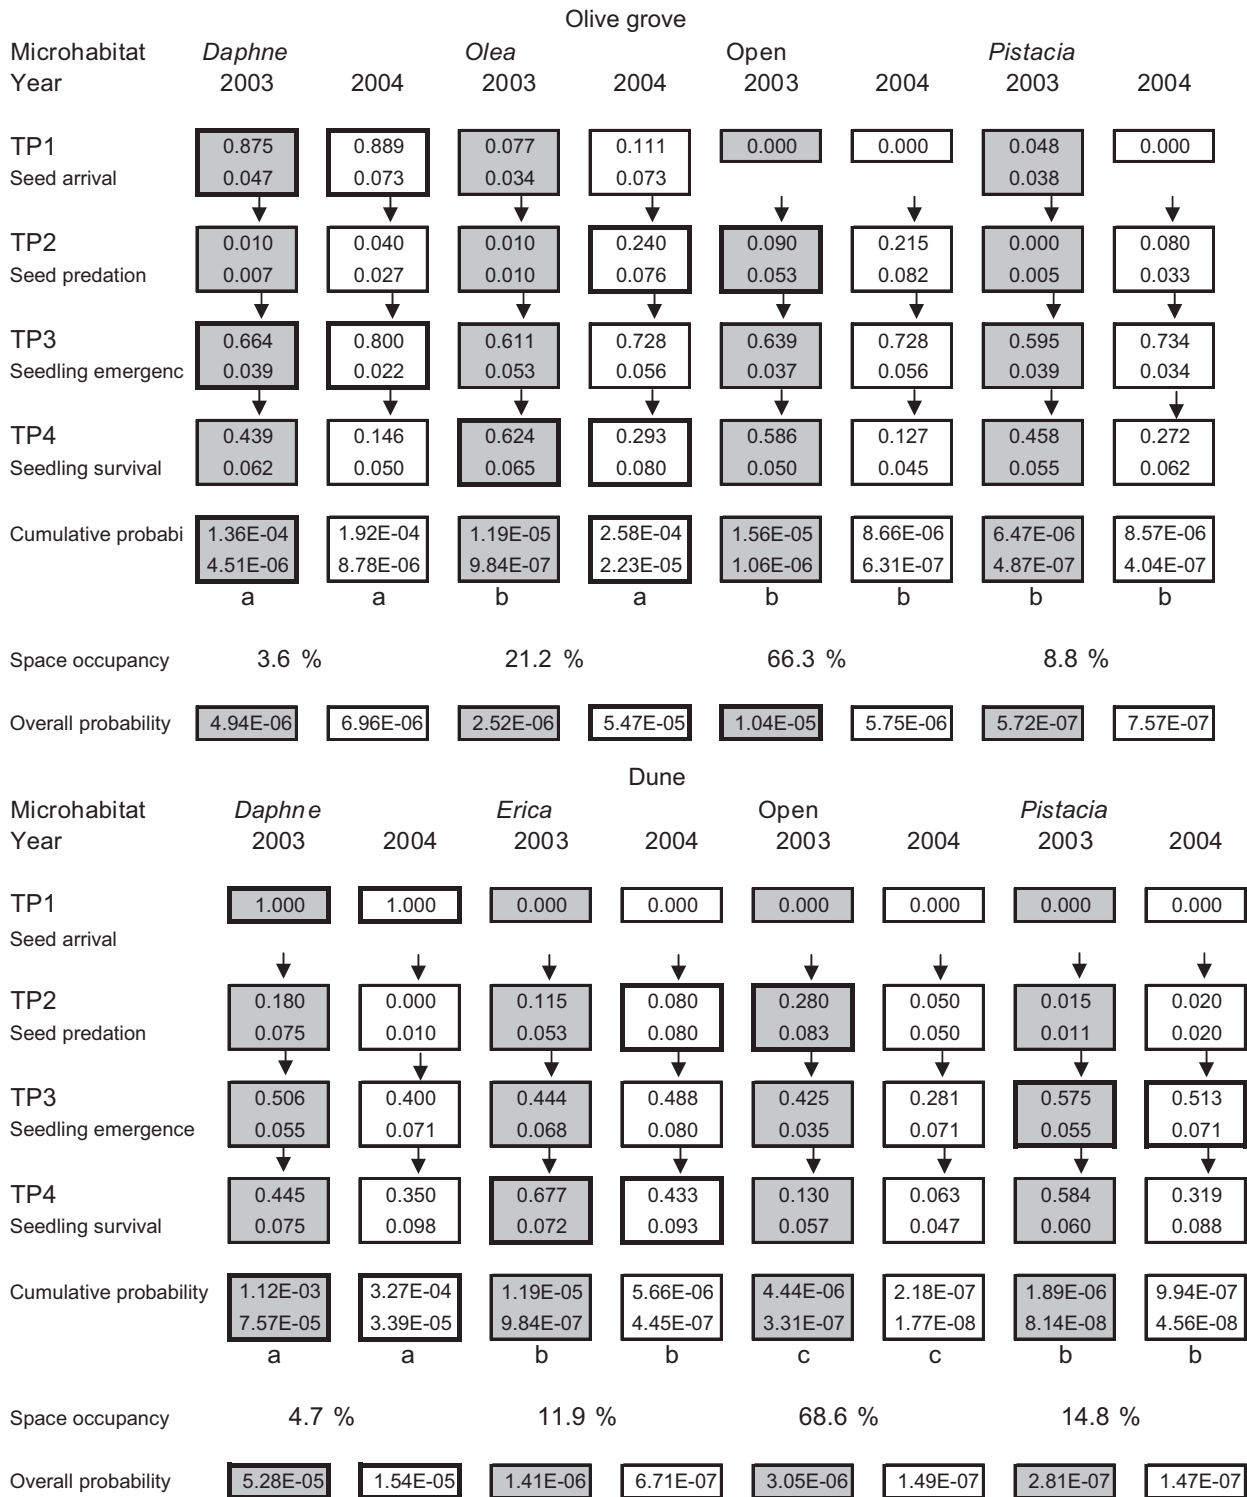 Olive grove
Microhabitat Daphne Olea Open Pistacia
Year 2003 2004 2003 2004 2003 2004 2003 2004
TP1 0.875 0.889 0.077 0.111 0.000 0.000 0.048 0.000
Seed arrival 0.047 0.073 0.034 0.073 0.038
TP2 0.010 0.040 0.010 0.240 0.090 0.215 0.000 0.080
Seed predation 0.007 0.027 0.010 0.076 0.053 0.082 0.005 0.033
TP3 0.664 0.800 0.611 0.728 0.639 0.728 0.595 0.734
Seedling emergenc 0.039 0.022 0.053 0.056 0.037 0.056 0.039 0.034
TP4 0.439 0.146 0.624 0.293 0.586 0.127 0.458 0.272
Seedling survival 0.062 0.050 0.065 0.080 0.050 0.045 0.055 0.062
Cumulative probabi 1.36E-04 1.92E-04 1.19E-05 2.58E-04 1.56E-05 8.66E-06 6.47E-06 8.57E-06
4.51E-06 8.78E-06 9.84E-07 2.23E-05 1.06E-06 6.31E-07 4.87E-07 4.04E-07
a a b a b b b b
Space occupancy 3.6 % 21.2 % 66.3 % 8.8 %
Overall probability 4.94E-06 6.96E-06 2.52E-06 5.47E-05 1.04E-05 5.75E-06 5.72E-07 7.57E-07
Dune
Microhabitat Daphne Erica Open Pistacia
Year 2003 2004 2003 2004 2003 2004 2003 2004
TP1 1.000 1.000 0.000 0.000 0.000 0.000 0.000 0.000
Seed arrival
TP2 0.180 0.000 0.115 0.080 0.280 0.050 0.015 0.020
Seed predation 0.075 0.010 0.053 0.080 0.083 0.050 0.011 0.020
TP3 0.506 0.400 0.444 0.488 0.425 0.281 0.575 0.513
Seedling emergence 0.055 0.071 0.068 0.080 0.035 0.071 0.055 0.071
TP4 0.445 0.350 0.677 0.433 0.130 0.063 0.584 0.319
Seedling survival 0.075 0.098 0.072 0.093 0.057 0.047 0.060 0.088
Cumulative probability 1.12E-03 3.27E-04 1.19E-05 5.66E-06 4.44E-06 2.18E-07 1.89E-06 9.94E-07
7.57E-05 3.39E-05 9.84E-07 4.45E-07 3.31E-07 1.77E-08 8.14E-08 4.56E-08
a a b b c c b b
Space occupancy 4.7 % 11.9 % 68.6 % 14.8 %
Overall probability 5.28E-05 1.54E-05 1.41E-06 6.71E-07 3.05E-06 1.49E-07 2.81E-07 1.47E-07